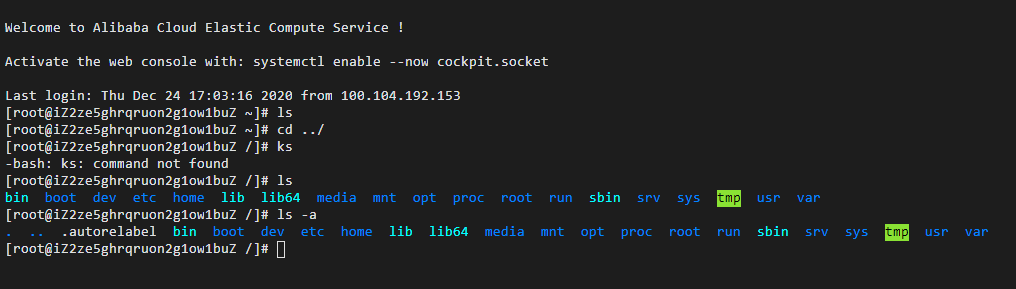 Welcome to Alibaba Cloud Elastic Compute Service !
Activate the web console with: systemctl enable --now cockpit.socket
Last login: Thu Dec 24 17:03:16 2020 from 100.104.192.153
[root@iZ2ze5ghrqruon2g1ow1buZ ~]# ls
[root@iZ2ze5ghrqruon2g1ow1buZ ~]# cd ../
[root@iZ2ze5ghrqruon2g1ow1buZ /]# ks
-bash: ks: command not found
[root@iZ2ze5ghrqruon2g1ow1buZ /]# ls
bin  boot  dev  etc  home  lib  lib64  media  mnt  opt  proc  root  run  sbin  srv  sys  tmp  usr  var
[root@iZ2ze5ghrqruon2g1ow1buZ /]# ls -a
.  ..  .autorelabel  bin  boot  dev  etc  home  lib  lib64  media  mnt  opt  proc  root  run  sbin  srv  sys  tmp  usr  var
[root@iZ2ze5ghrqruon2g1ow1buZ /]#